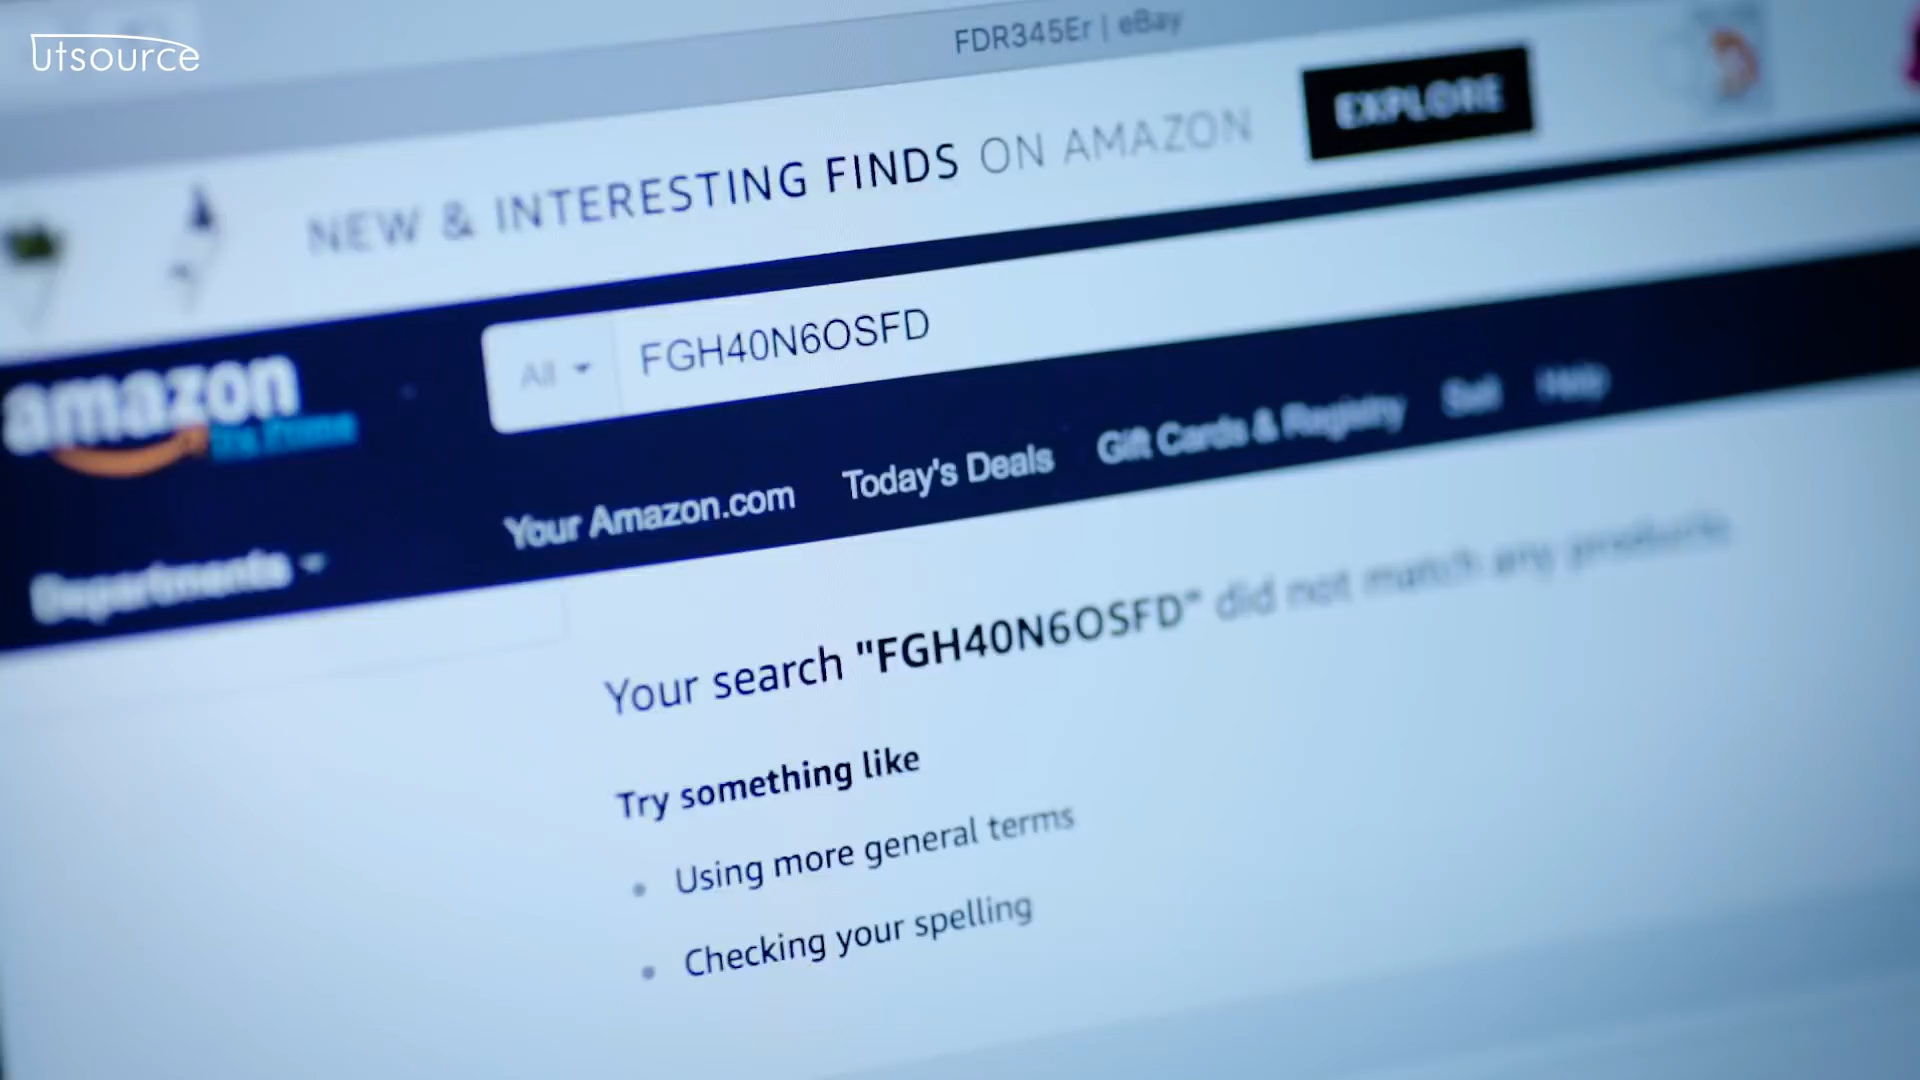 utsource
FDR345Er | eBay
NEW & INTERESTING FINDS ON AMAZON
EXPLORE
All
FGH40N6OSFD
amazon
Try Prime
Departments
Your Amazon.com
Today's Deals
Gift Cards & Registry
Sell
Help
Your search "FGH40N6OSFD" did not match any products.
Try something like
• Using more general terms
• Checking your spelling